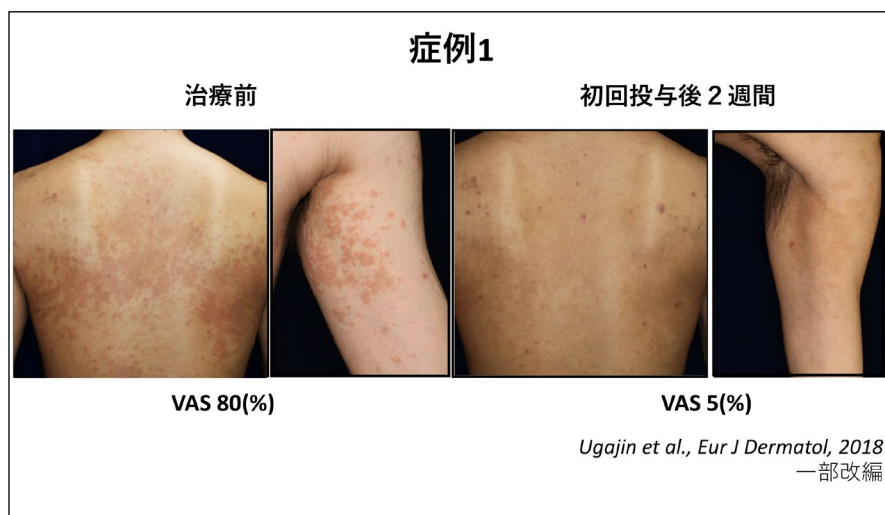 症例1
治療前
初回投与後２週間
VAS 80(%)
VAS 5(%)
Ugajin et al., Eur J Dermatol, 2018
一部改編